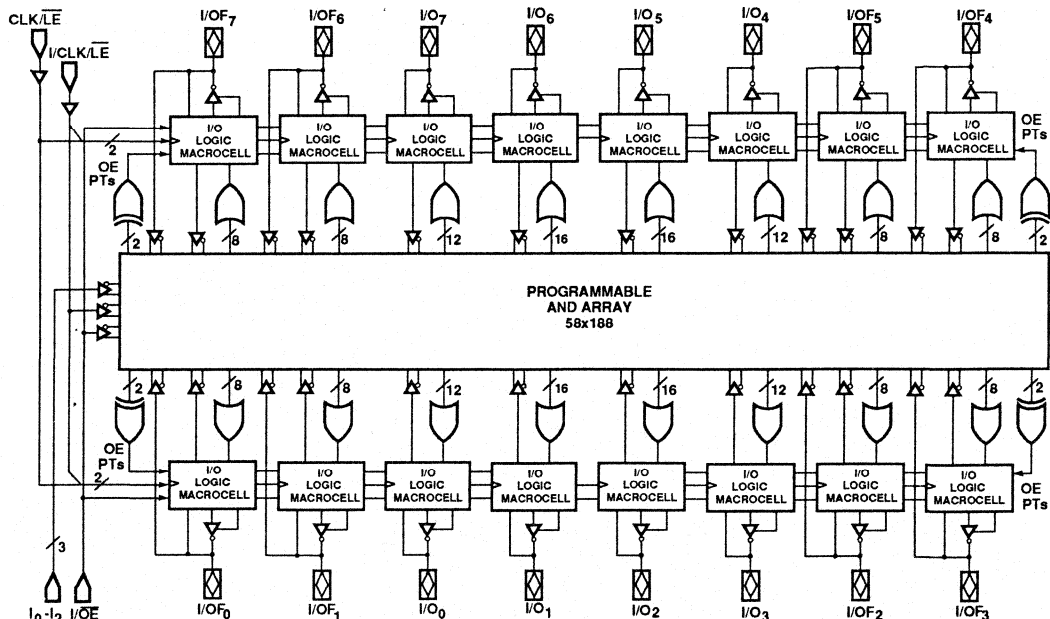 CLK/LE
I/CLK/LE
I/OF7 I/OF6 I/O7 I/O6 I/O5 I/O4 I/OF5 I/OF4
I/O LOGIC MACROCELL
I/O LOGIC MACROCELL
I/O LOGIC MACROCELL
I/O LOGIC MACROCELL
I/O LOGIC MACROCELL
I/O LOGIC MACROCELL
I/O LOGIC MACROCELL
I/O LOGIC MACROCELL
2
OE PTs
OE PTs
2 8 8 12 16 16 12 8 8 2
PROGRAMMABLE
AND ARRAY
58x188
2 8 8 12 16 16 12 8 8 2
OE PTs
2
I/O LOGIC MACROCELL
I/O LOGIC MACROCELL
I/O LOGIC MACROCELL
I/O LOGIC MACROCELL
I/O LOGIC MACROCELL
I/O LOGIC MACROCELL
I/O LOGIC MACROCELL
I/O LOGIC MACROCELL
OE PTs
3
I/OE I/OF0 I/OF1 I/O0 I/O1 I/O2 I/O3 I/OF2 I/OF3